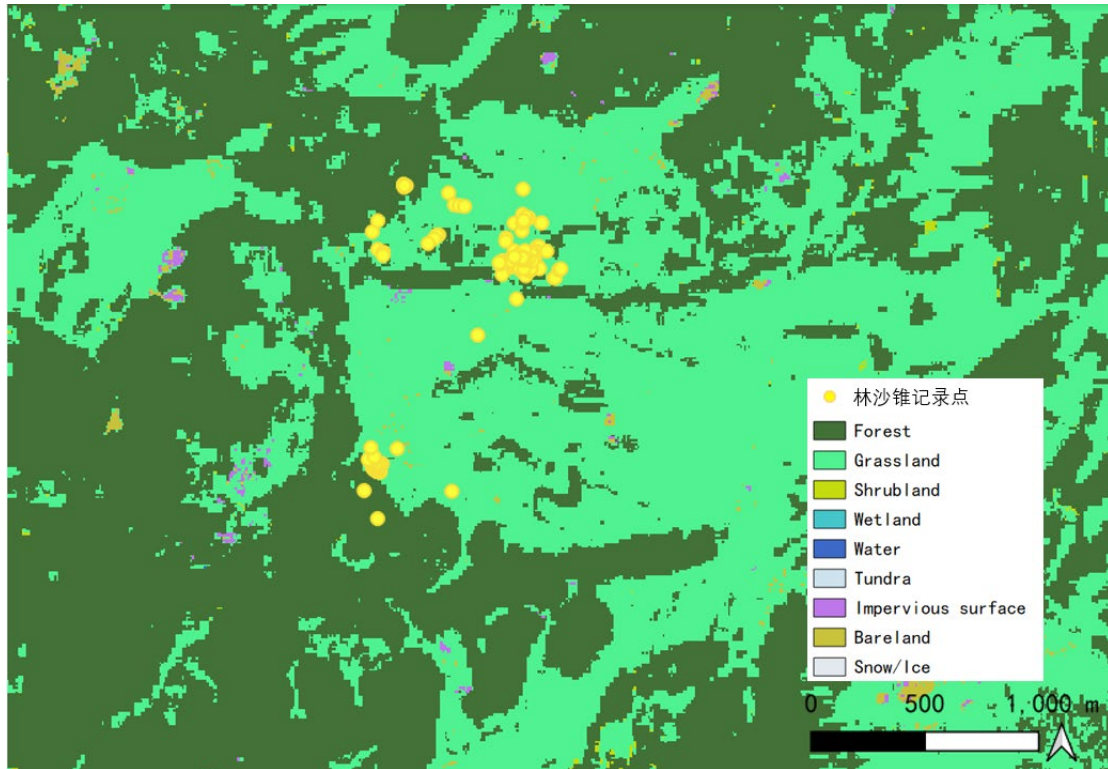 林沙锥记录点
Forest
Grassland
Shrubland
Wetland
Water
Tundra
Impervious surface
Bareland
Snow/Ice
0 500 1,000 m